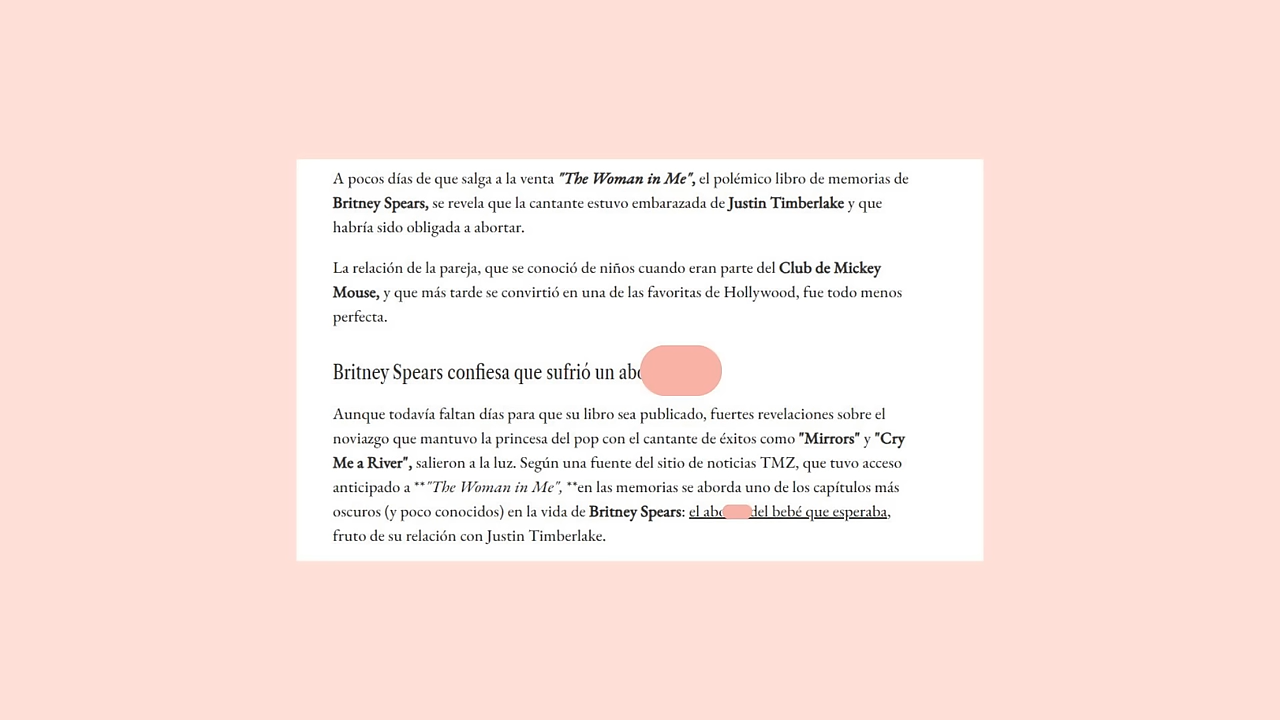 A pocos días de que salga a la venta "The Woman in Me", el polémico libro de memorias de
Britney Spears, se revela que la cantante estuvo embarazada de Justin Timberlake y que
habría sido obligada a abortar.
La relación de la pareja, que se conoció de niños cuando eran parte del Club de Mickey
Mouse, y que más tarde se convirtió en una de las favoritas de Hollywood, fue todo menos
perfecta.
Britney Spears confiesa que sufrió un
Aunque todavía faltan días para que su libro sea publicado, fuertes revelaciones sobre el
noviazgo que mantuvo la princesa del pop con el cantante de éxitos como "Mirrors" y "Cry
Me a River", salieron a la luz. Según una fuente del sitio de noticias TMZ, que tuvo acceso
anticipado a **"The Woman in Me", **en las memorias se aborda uno de los capítulos más
oscuros (y poco conocidos) en la vida de Britney Spears: el del bebé que esperaba,
fruto de su relación con Justin Timberlake.